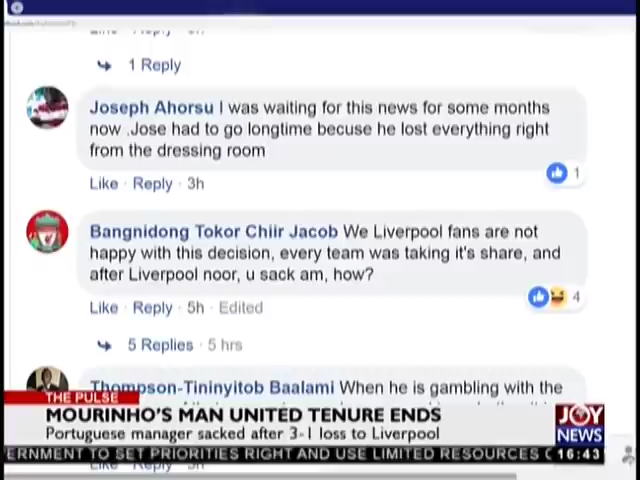 1 Reply
Joseph Ahorsu I was waiting for this news for some months
now .Jose had to go longtime becuse he lost everything right
from the dressing room
1
Like · Reply · 3h
Bangnidong Tokor Chiir Jacob We Liverpool fans are not
happy with this decision, every team was taking it's share, and
after Liverpool noor, u sack am, how?
4
Like · Reply · 5h · Edited
5 Replies · 5 hrs
Thompson-Tininyitob Baalami When he is gambling with the
THE PULSE
MOURINHO'S MAN UNITED TENURE ENDS
Portuguese manager sacked after 3-1 loss to Liverpool
JOY
NEWS
ERNMENT TO SET PRIORITIES RIGHT AND USE LIMITED RESOURCES
16:43
Like Reply